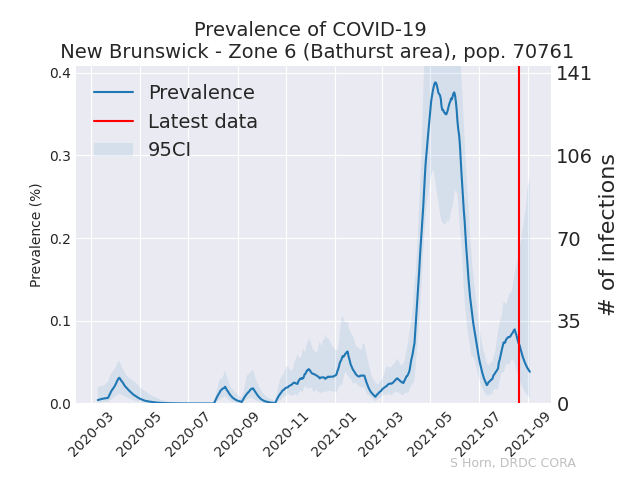 Prevalence of COVID-19
New Brunswick - Zone 6 (Bathurst area), pop. 70761
Prevalence
Latest data
95CI
Prevalence (%)
0.4
0.3
0.2
0.1
0.0
141
106
70
35
0
# of infections
2020-03
2020-05
2020-07
2020-09
2020-11
2021-01
2021-03
2021-05
2021-07
2021-09
S Horn, DRDC CORA